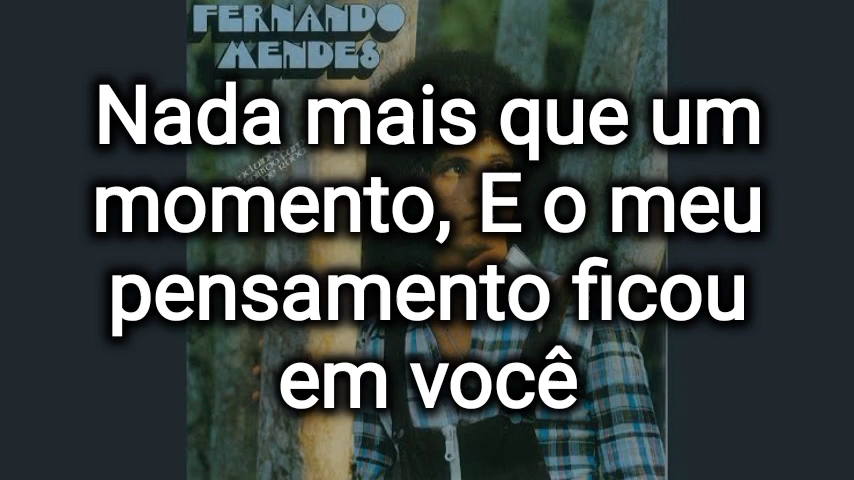 FERNANDO
MENDES
Nada mais que um
momento, E o meu
pensamento ficou
em você